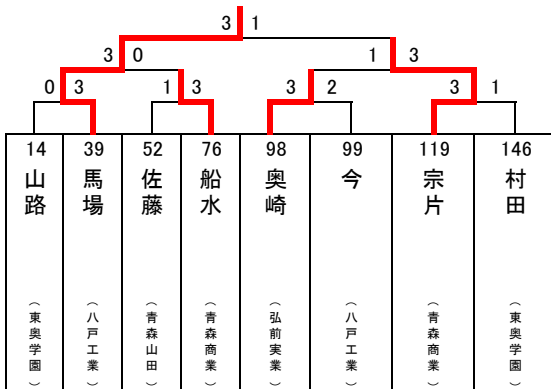 3 1
3 0 1 3
0 3 1 3 3 2 3 1
14 39 52 76 98 99 119 146
山路 馬場 佐藤 船水 奥崎 今 宗片 村田
（東奥学園） （八戸工業） （青森山田） （青森商業） （弘前実業） （八戸工業） （青森商業） （東奥学園）